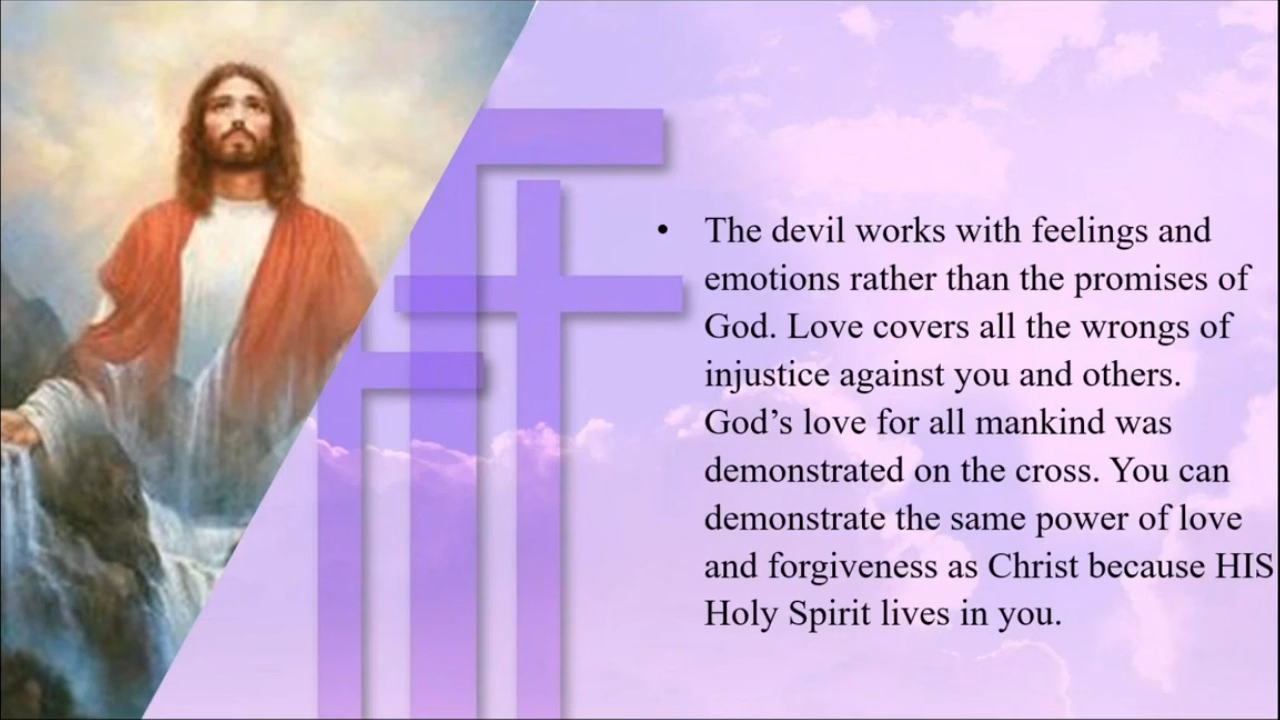 • The devil works with feelings and
emotions rather than the promises of
God. Love covers all the wrongs of
injustice against you and others.
God’s love for all mankind was
demonstrated on the cross. You can
demonstrate the same power of love
and forgiveness as Christ because HIS
Holy Spirit lives in you.